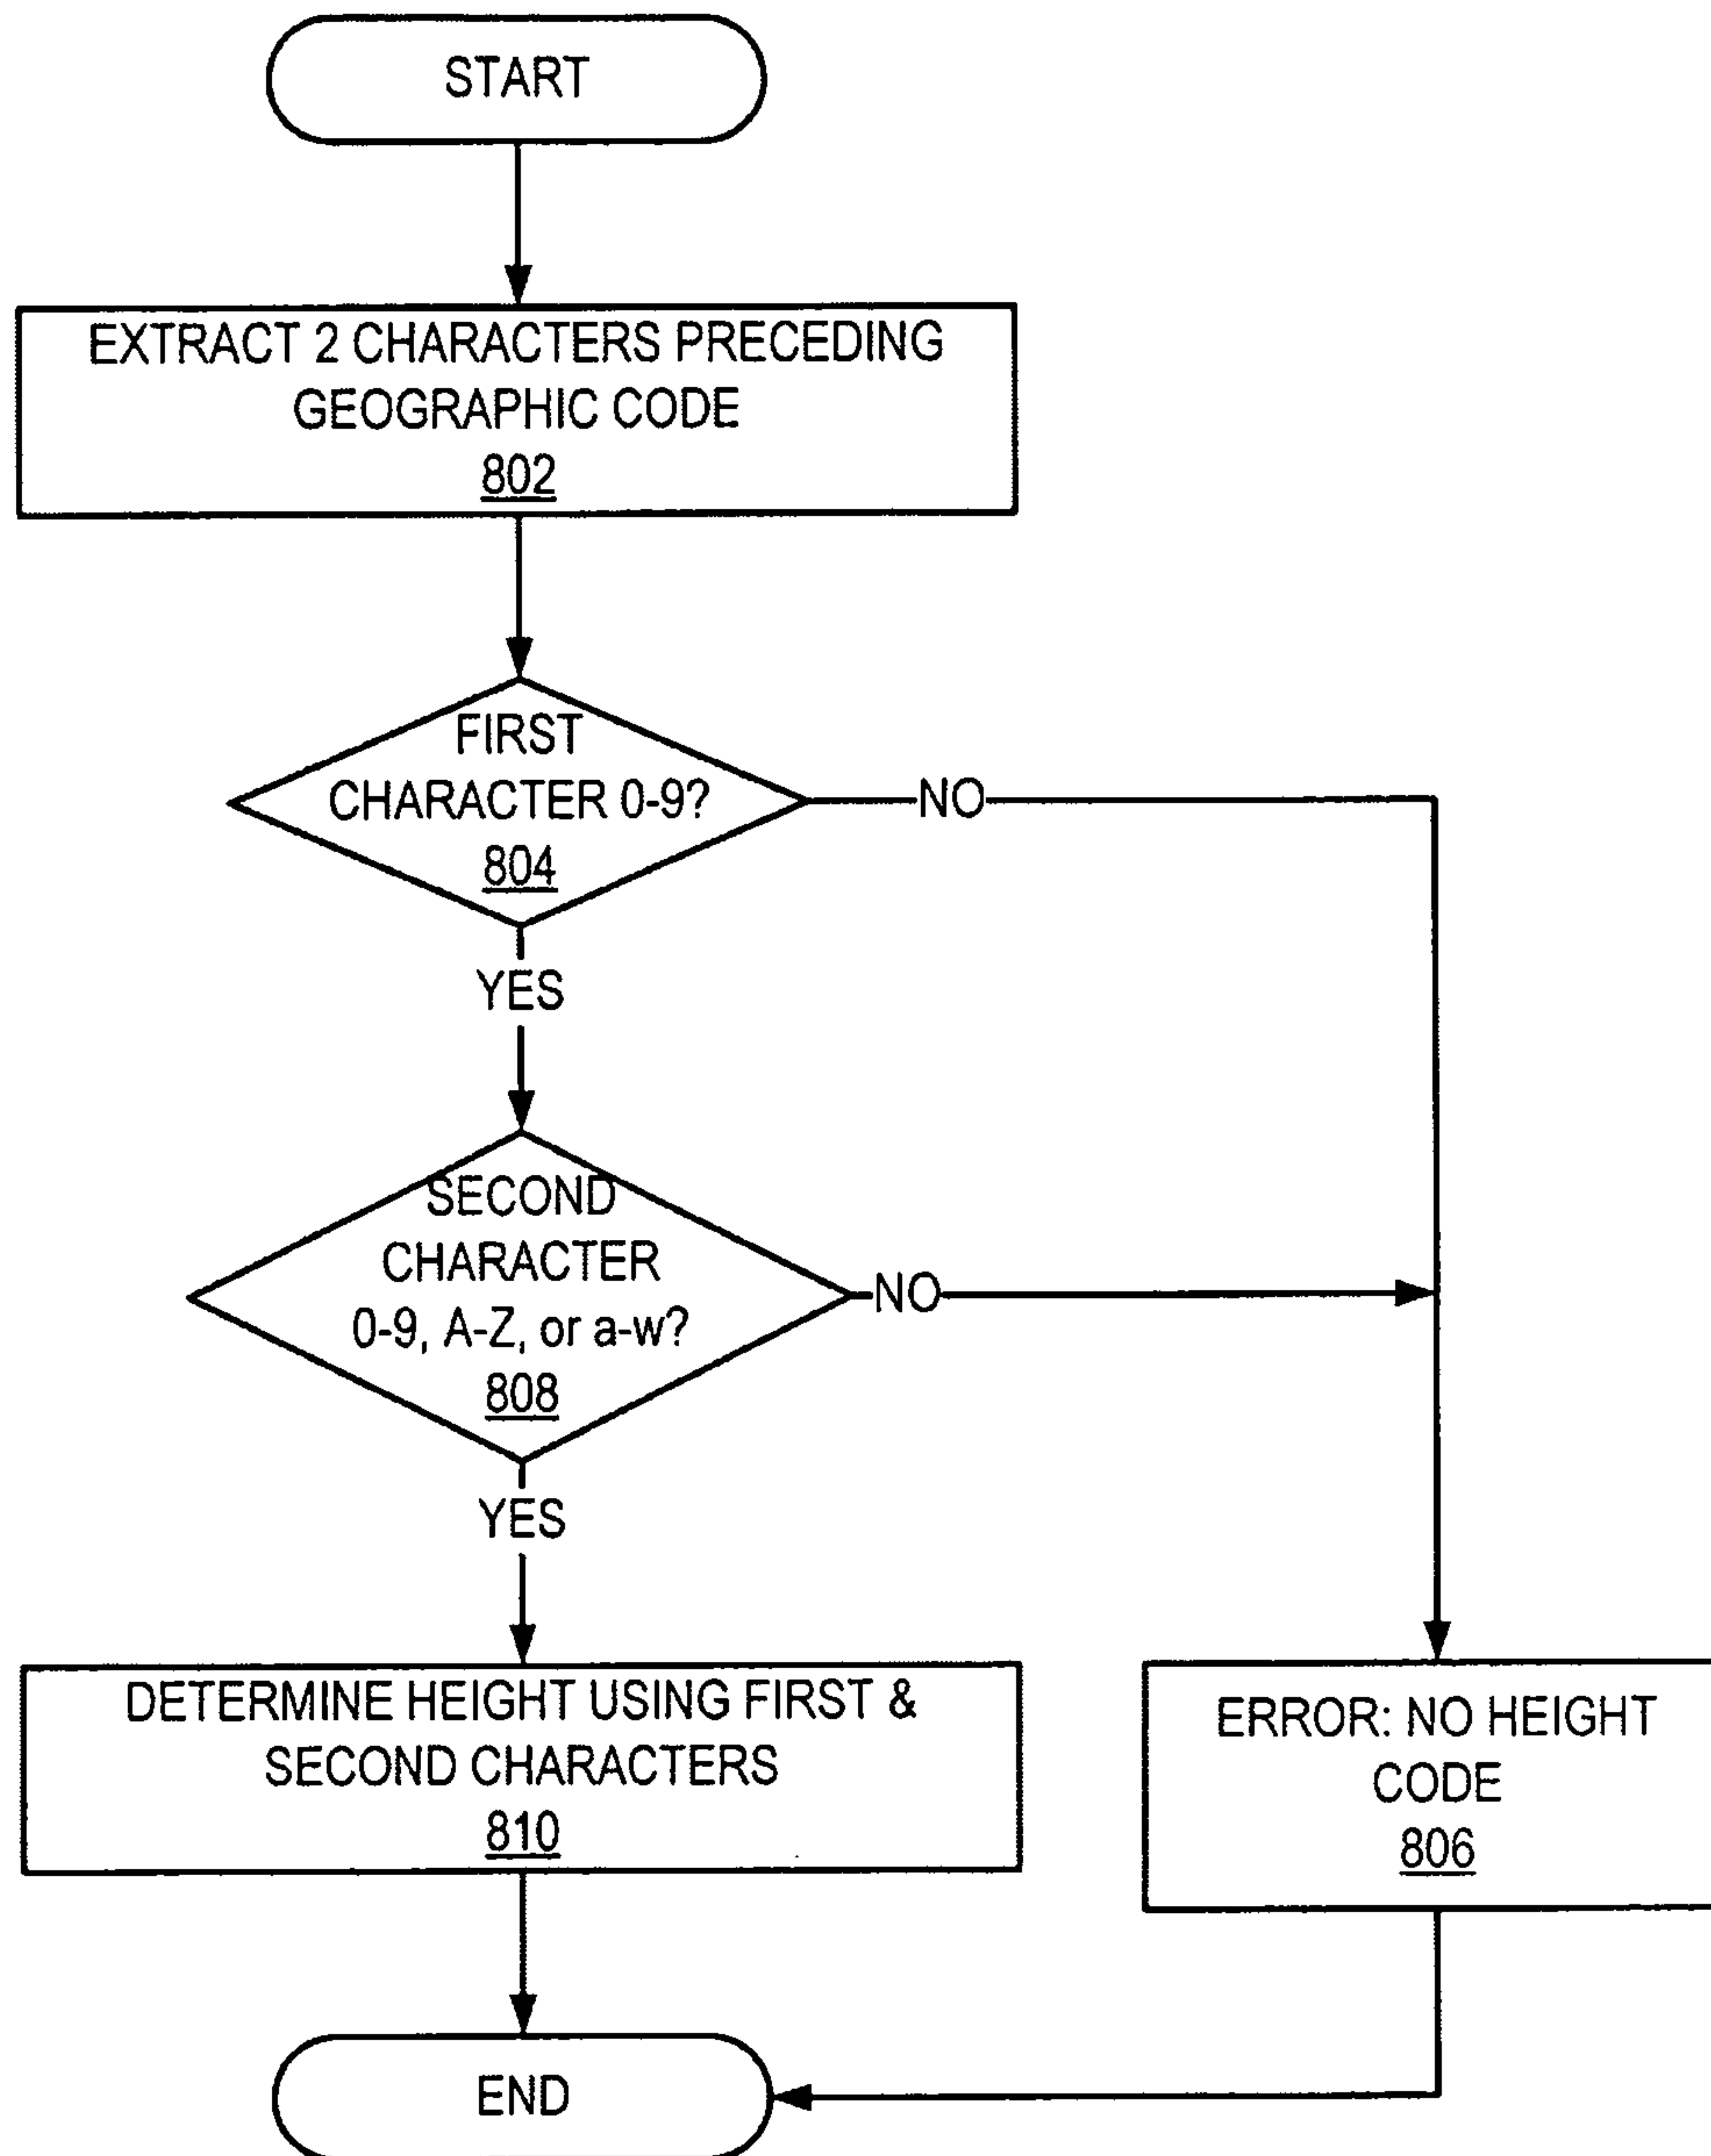 START
EXTRACT 2 CHARACTERS PRECEDING
GEOGRAPHIC CODE
802
FIRST
CHARACTER 0-9?
804
NO
YES
SECOND
CHARACTER
0-9, A-Z, or a-w?
808
NO
YES
DETERMINE HEIGHT USING FIRST &
SECOND CHARACTERS
810
ERROR: NO HEIGHT
CODE
806
END